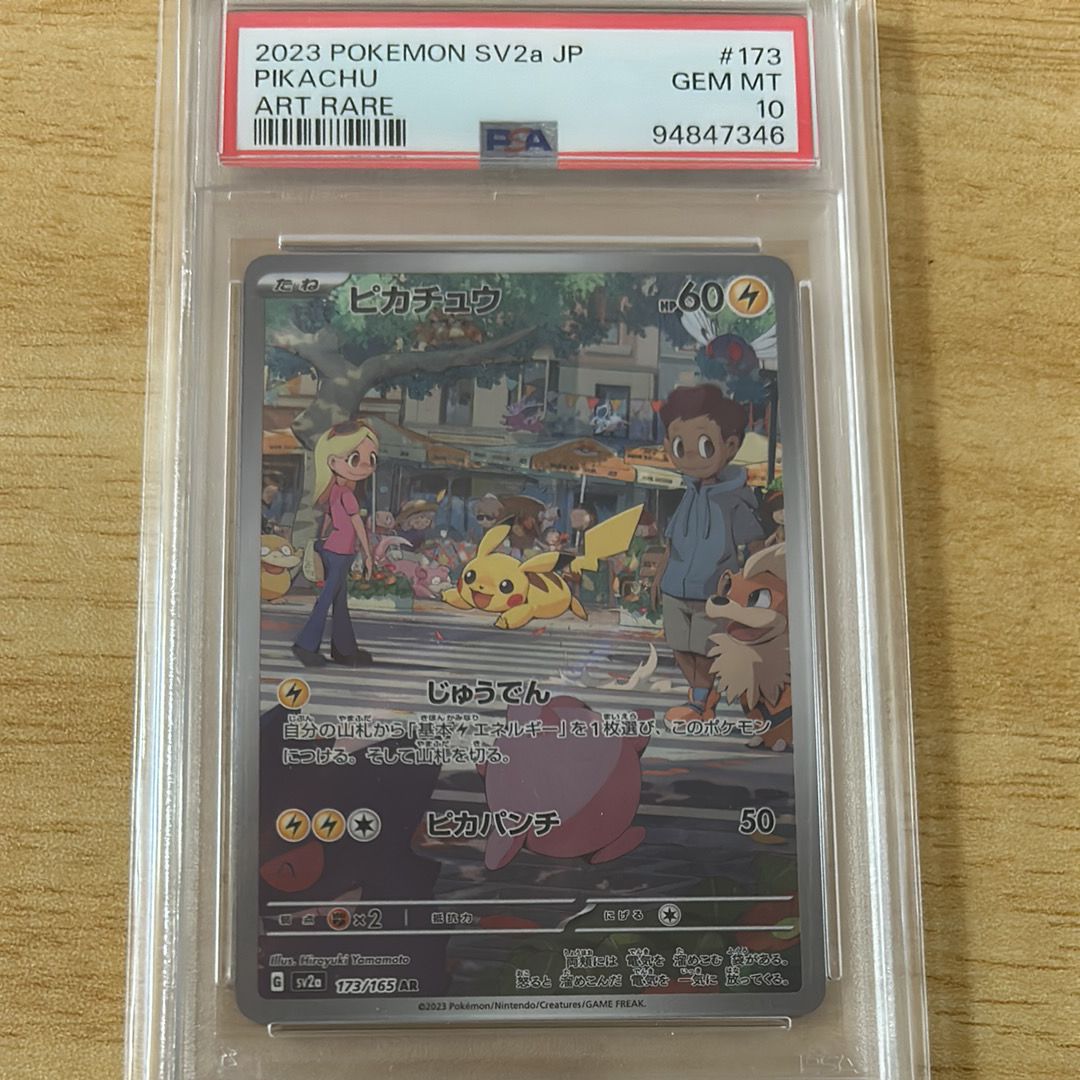 2023 POKEMON SV2a JP #173
PIKACHU GEM MT
ART RARE 10
PSA 94847346
たね ピカチュウ HP60
じゅうでん
自分の山札から「基本エネルギー」を1枚選び、このポケモン
につける。そして山札を切る。
ピカパンチ 50
弱点 ×2 抵抗力 にげる
Illus. Hiroyuki Yamamoto
両頬には 電気を 溜めこむ 袋がある。
怒ると 溜めこんだ 電気を 一気に 放ってくる。
G sv2a 173/165 AR
©2023 Pokémon/Nintendo/Creatures/GAME FREAK.